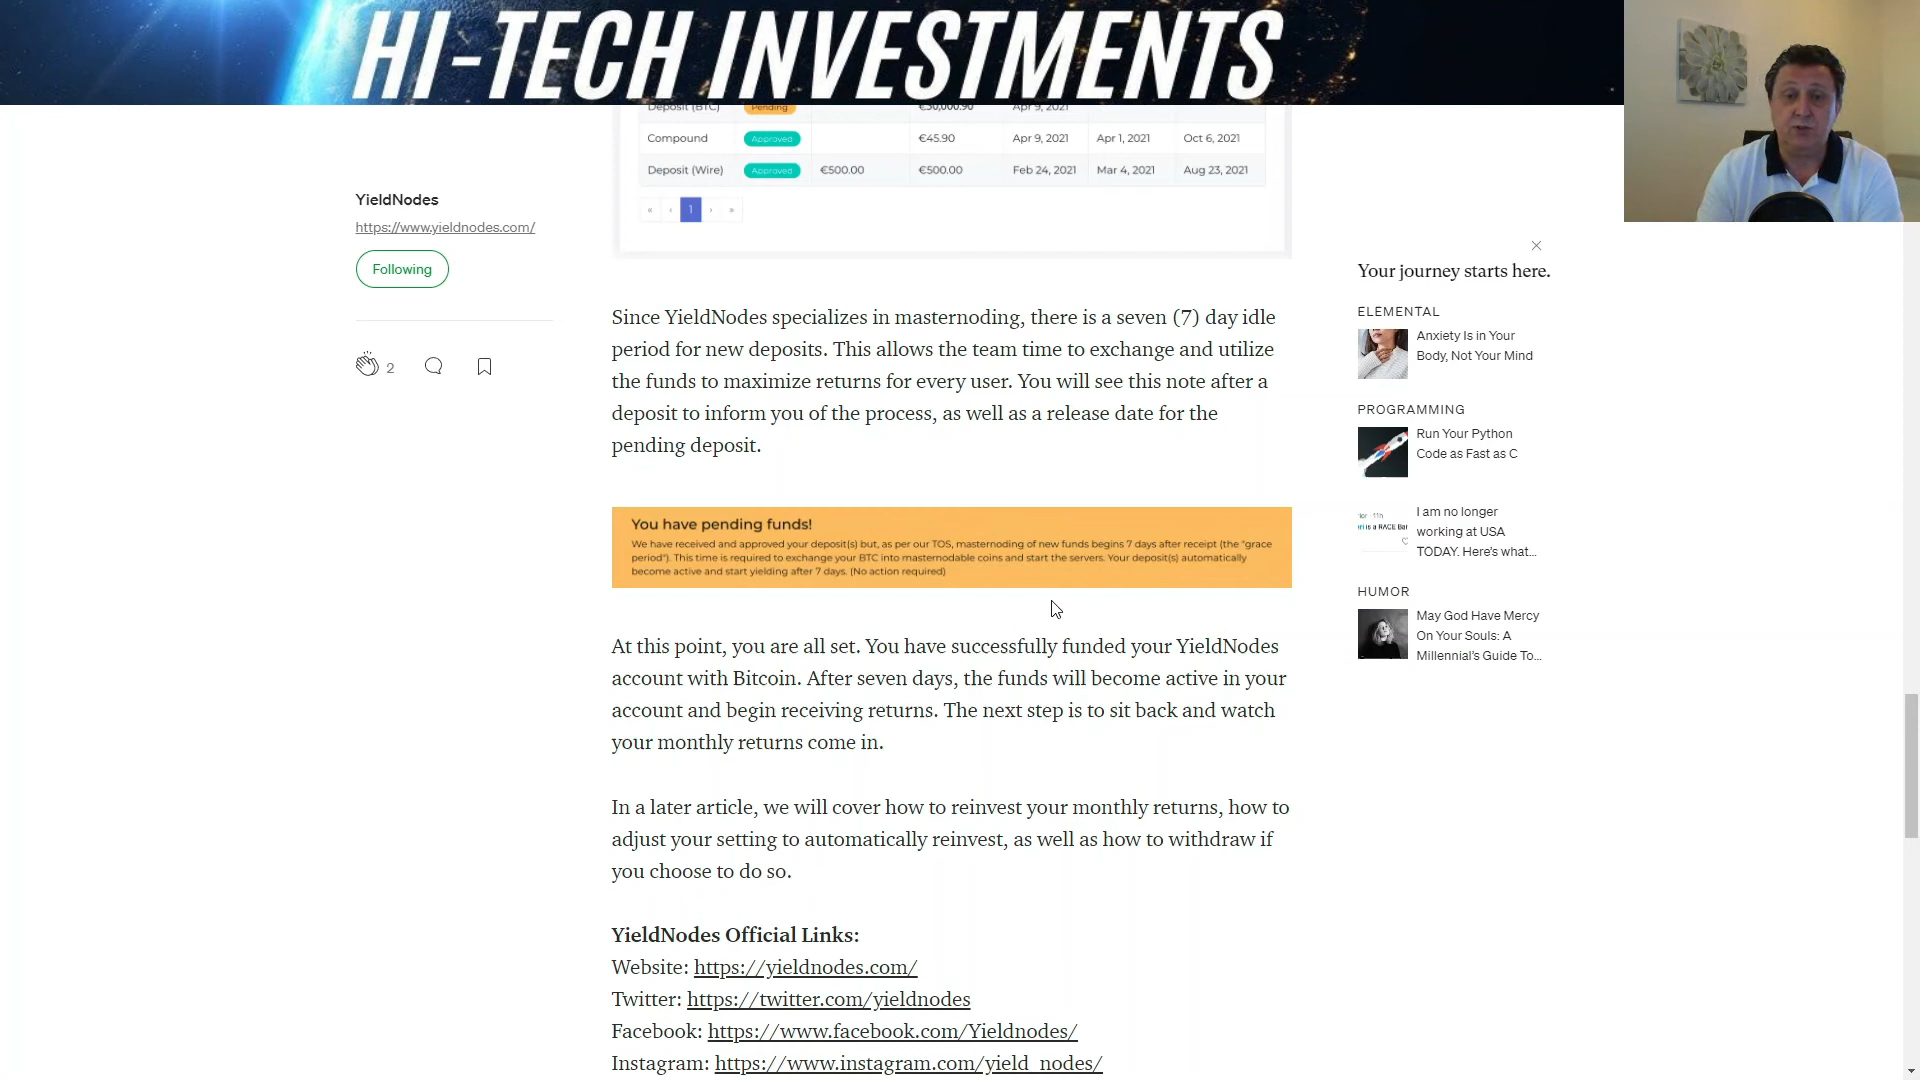 HI-TECH INVESTMENTS
Deposit (BTC) Pending €50,000.90 Apr 9, 2021
Compound Approved €45.90 Apr 9, 2021 Apr 1, 2021 Oct 6, 2021
Deposit (Wire) Approved €500.00 €500.00 Feb 24, 2021 Mar 4, 2021 Aug 23, 2021
« ‹ 1 › »
YieldNodes
https://www.yieldnodes.com/
Following
2
Since YieldNodes specializes in masternoding, there is a seven (7) day idle
period for new deposits. This allows the team time to exchange and utilize
the funds to maximize returns for every user. You will see this note after a
deposit to inform you of the process, as well as a release date for the
pending deposit.
You have pending funds!
We have received and approved your deposit(s) but, as per our TOS, masternoding of new funds begins 7 days after receipt (the "grace
period"). This time is required to exchange your BTC into masternodable coins and start the servers. Your deposit(s) automatically
become active and start yielding after 7 days. (No action required)
At this point, you are all set. You have successfully funded your YieldNodes
account with Bitcoin. After seven days, the funds will become active in your
account and begin receiving returns. The next step is to sit back and watch
your monthly returns come in.
In a later article, we will cover how to reinvest your monthly returns, how to
adjust your setting to automatically reinvest, as well as how to withdraw if
you choose to do so.
YieldNodes Official Links:
Website: https://yieldnodes.com/
Twitter: https://twitter.com/yieldnodes
Facebook: https://www.facebook.com/Yieldnodes/
Instagram: https://www.instagram.com/yield_nodes/
Your journey starts here.
ELEMENTAL
Anxiety Is in Your
Body, Not Your Mind
PROGRAMMING
Run Your Python
Code as Fast as C
I am no longer
working at USA
TODAY. Here's what...
HUMOR
May God Have Mercy
On Your Souls: A
Millennial's Guide To...